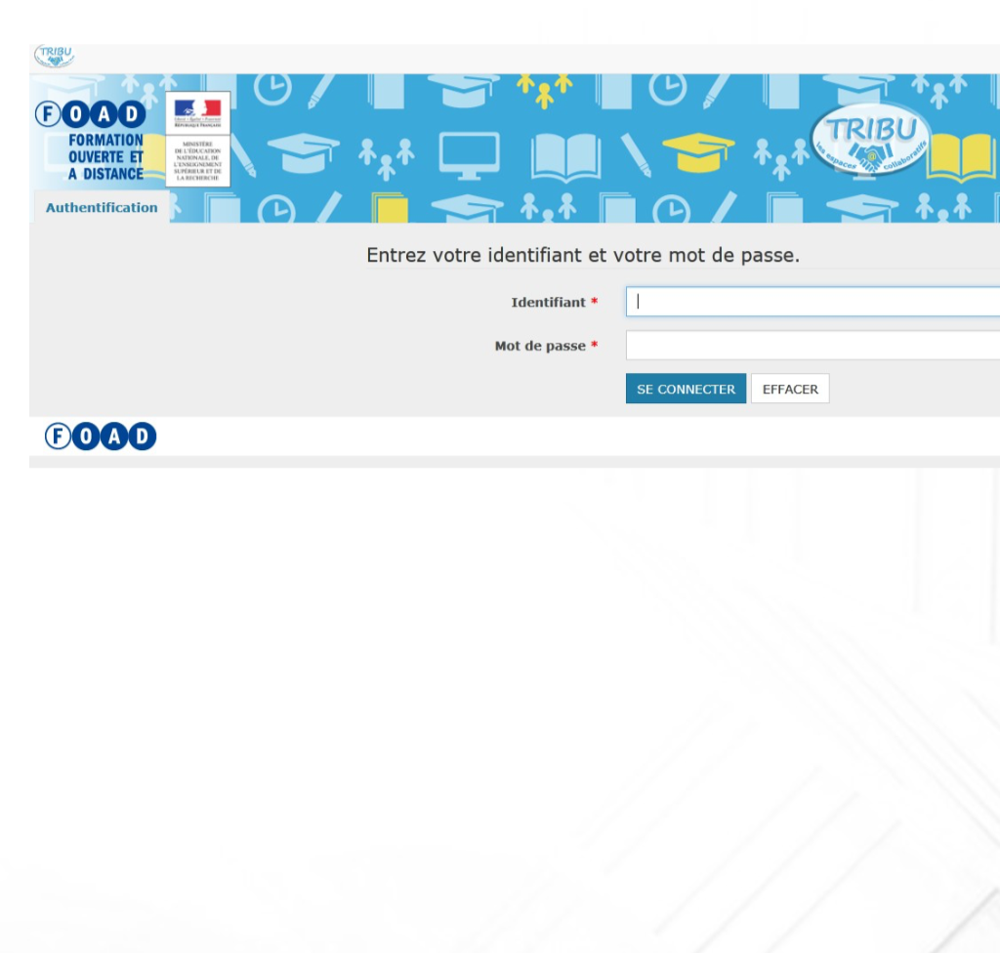 TRIBU
FOAD
FORMATION
OUVERTE ET
A DISTANCE
Liberté • Égalité • Fraternité
RÉPUBLIQUE FRANÇAISE
MINISTÈRE
DE L'ÉDUCATION
NATIONALE, DE
L'ENSEIGNEMENT
SUPÉRIEUR ET DE
LA RECHERCHE
TRIBU
les espaces collaboratifs
Authentification
Entrez votre identifiant et votre mot de passe.
Identifiant *
Mot de passe *
SE CONNECTER EFFACER
FOAD